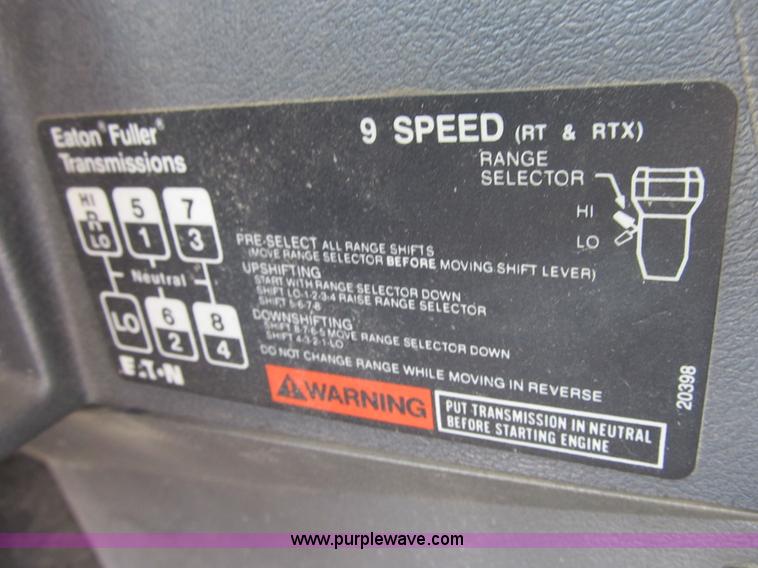 Eaton® Fuller®
Transmissions
9 SPEED (RT & RTX)
RANGE
SELECTOR
HI
LO
HI 5 7
R
LO 1 3
Neutral
LO 6 8
2 4
EATON
PRE-SELECT ALL RANGE SHIFTS
(MOVE RANGE SELECTOR BEFORE MOVING SHIFT LEVER)
UPSHIFTING
START WITH RANGE SELECTOR DOWN
SHIFT LO-1-2-3-4 RAISE RANGE SELECTOR
SHIFT 5-6-7-8
DOWNSHIFTING
SHIFT 8-7-6-5 MOVE RANGE SELECTOR DOWN
SHIFT 4-3-2-1-LO
DO NOT CHANGE RANGE WHILE MOVING IN REVERSE
WARNING
PUT TRANSMISSION IN NEUTRAL
BEFORE STARTING ENGINE
20398
www.purplewave.com